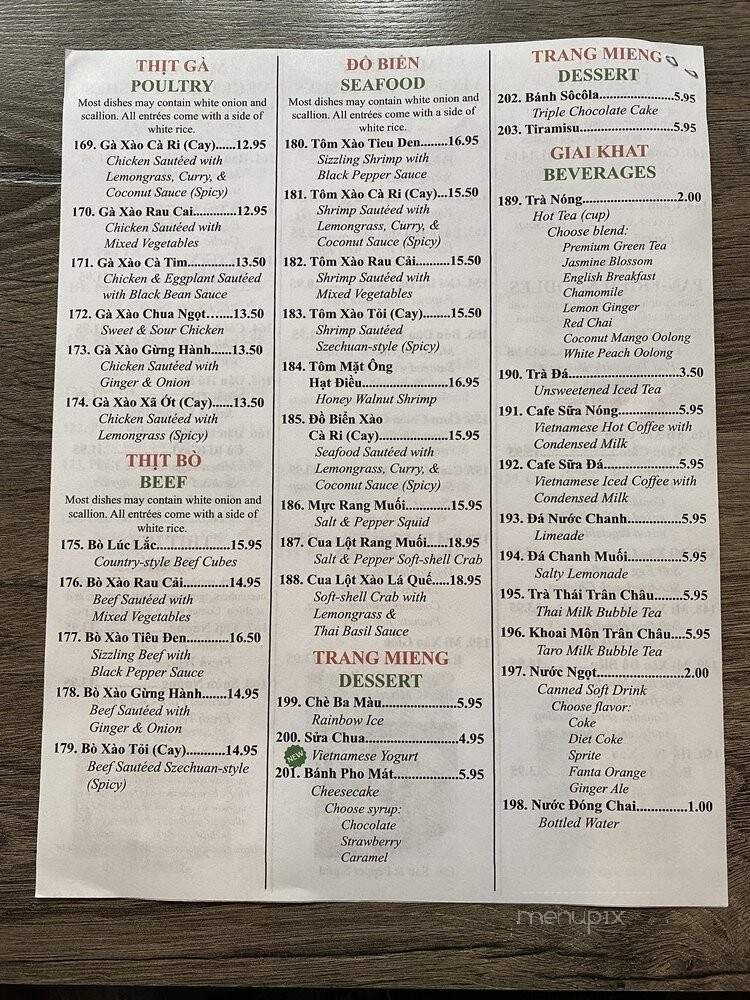 THỊT GÀ
POULTRY
Most dishes may contain white onion and
scallion. All entrées come with a side of
white rice.
169. Gà Xào Cà Ri (Cay)......12.95
Chicken Sautéed with
Lemongrass, Curry, &
Coconut Sauce (Spicy)
170. Gà Xào Rau Cai............12.95
Chicken Sautéed with
Mixed Vegetables
171. Gà Xào Cà Tim..............13.50
Chicken & Eggplant Sautéed
with Black Bean Sauce
172. Gà Xào Chua Ngọt.......13.50
Sweet & Sour Chicken
173. Gà Xào Gừng Hành......13.50
Chicken Sautéed with
Ginger & Onion
174. Gà Xào Xã Ớt (Cay)......13.50
Chicken Sautéed with
Lemongrass (Spicy)
THỊT BÒ
BEEF
Most dishes may contain white onion and
scallion. All entrées come with a side of
white rice.
175. Bò Lúc Lắc....................15.95
Country-style Beef Cubes
176. Bò Xào Rau Cải............14.95
Beef Sautéed with
Mixed Vegetables
177. Bò Xào Tiêu Đen............16.50
Sizzling Beef with
Black Pepper Sauce
178. Bò Xào Gừng Hành.......14.95
Beef Sautéed with
Ginger & Onion
179. Bò Xào Tỏi (Cay)...........14.95
Beef Sautéed Szechuan-style
(Spicy)
ĐỒ BIỂN
SEAFOOD
Most dishes may contain white onion and
scallion. All entrées come with a side of
white rice.
180. Tôm Xào Tieu Den........16.95
Sizzling Shrimp with
Black Pepper Sauce
181. Tôm Xào Cà Ri (Cay)...15.50
Shrimp Sautéed with
Lemongrass, Curry, &
Coconut Sauce (Spicy)
182. Tôm Xào Rau Cải.........15.50
Shrimp Sautéed with
Mixed Vegetables
183. Tôm Xào Tỏi (Cay).......15.50
Shrimp Sautéed
Szechuan-style (Spicy)
184. Tôm Mặt Ông
Hạt Điều........................16.95
Honey Walnut Shrimp
185. Đồ Biển Xào
Cà Ri (Cay)....................15.95
Seafood Sautéed with
Lemongrass, Curry, &
Coconut Sauce (Spicy)
186. Mực Rang Muối............15.95
Salt & Pepper Squid
187. Cua Lột Rang Muối......18.95
Salt & Pepper Soft-shell Crab
188. Cua Lột Xào Lá Quế....18.95
Soft-shell Crab with
Lemongrass &
Thai Basil Sauce
TRANG MIENG
DESSERT
199. Chè Ba Màu....................5.95
Rainbow Ice
200. Sữa Chua.........................4.95
NEW Vietnamese Yogurt
201. Bánh Pho Mát.................5.95
Cheesecake
Choose syrup:
Chocolate
Strawberry
Caramel
TRANG MIENG
DESSERT
202. Bánh Sôcôla....................5.95
Triple Chocolate Cake
203. Tiramisu..........................5.95
GIAI KHAT
BEVERAGES
189. Trà Nóng..........................2.00
Hot Tea (cup)
Choose blend:
Premium Green Tea
Jasmine Blossom
English Breakfast
Chamomile
Lemon Ginger
Red Chai
Coconut Mango Oolong
White Peach Oolong
190. Trà Đá..............................3.50
Unsweetened Iced Tea
191. Cafe Sữa Nóng................5.95
Vietnamese Hot Coffee with
Condensed Milk
192. Cafe Sữa Đá....................5.95
Vietnamese Iced Coffee with
Condensed Milk
193. Đá Nước Chanh..............5.95
Limeade
194. Đá Chanh Muối..............5.95
Salty Lemonade
195. Trà Thái Trân Châu.......5.95
Thai Milk Bubble Tea
196. Khoai Môn Trân Châu....5.95
Taro Milk Bubble Tea
197. Nước Ngọt.......................2.00
Canned Soft Drink
Choose flavor:
Coke
Diet Coke
Sprite
Fanta Orange
Ginger Ale
198. Nước Đóng Chai.............1.00
Bottled Water
menupix